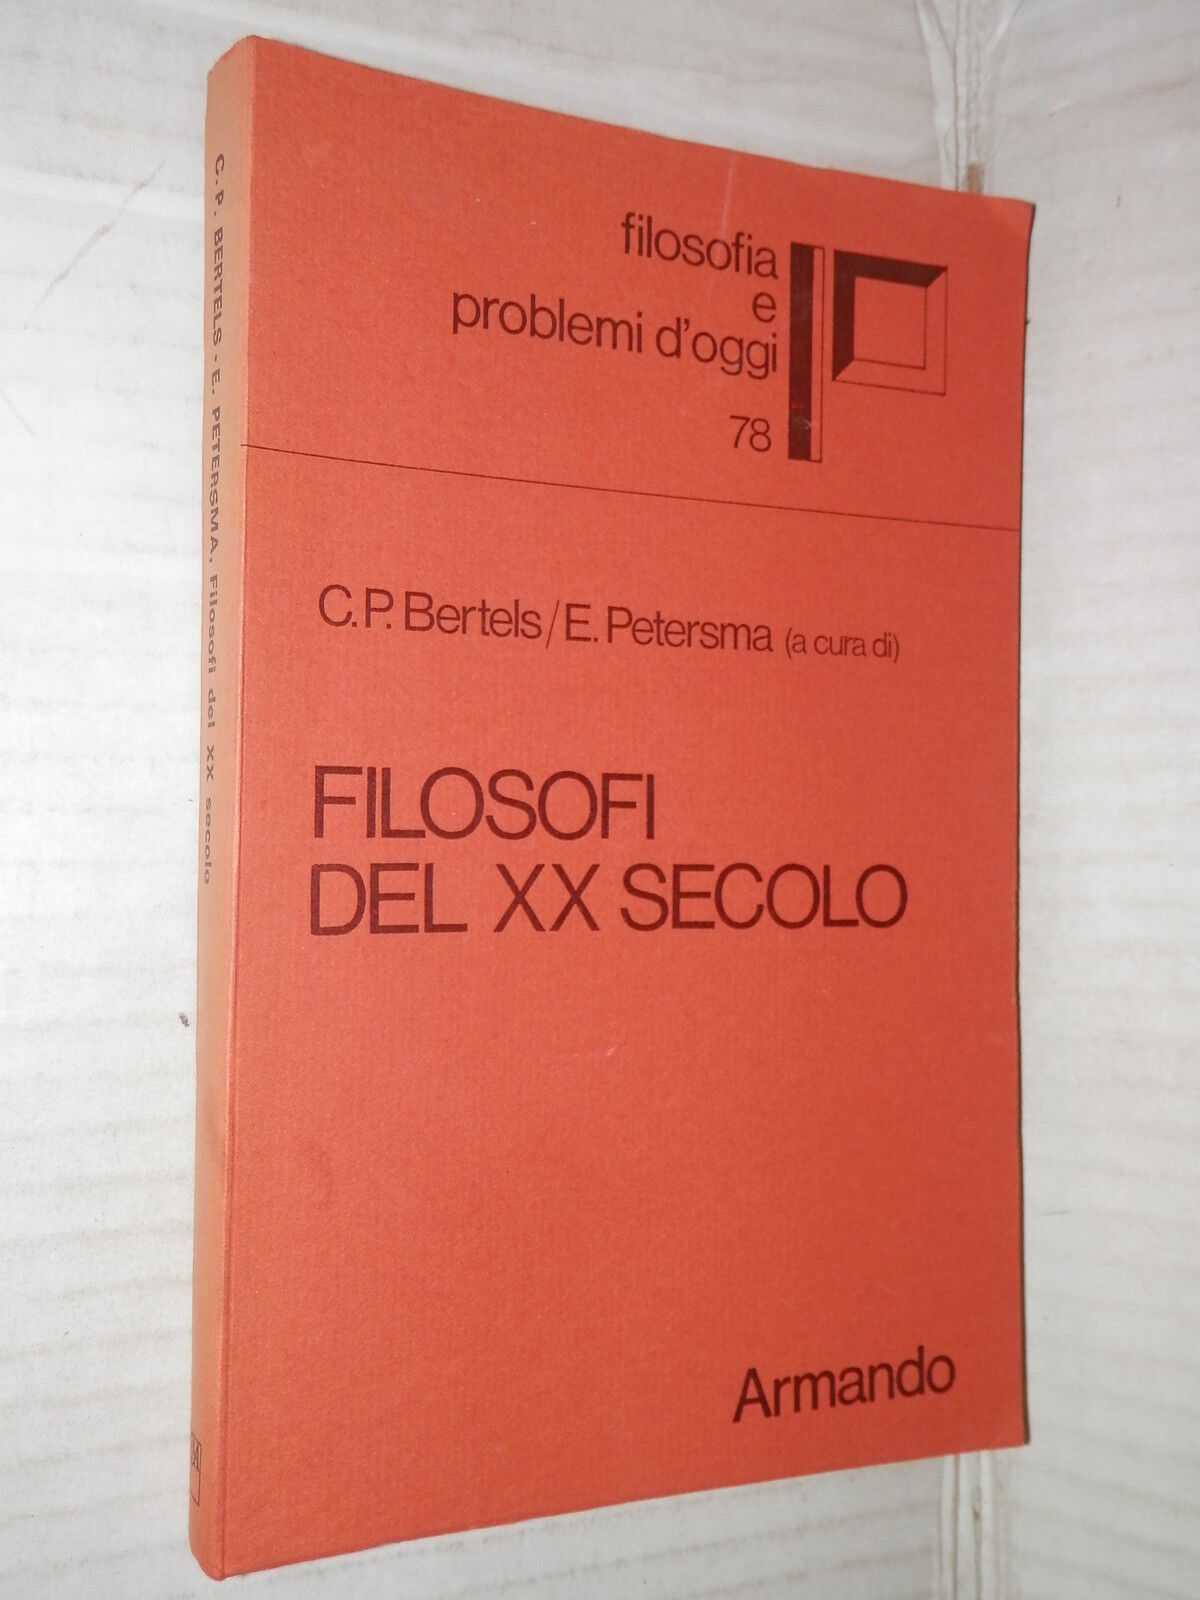 filosofia
e
problemi d'oggi
78
C.P. Bertels/E. Petersma (a cura di)
FILOSOFI
DEL XX SECOLO
Armando
C. P. BERTELS - E. PETERSMA, Filosofi del XX secolo